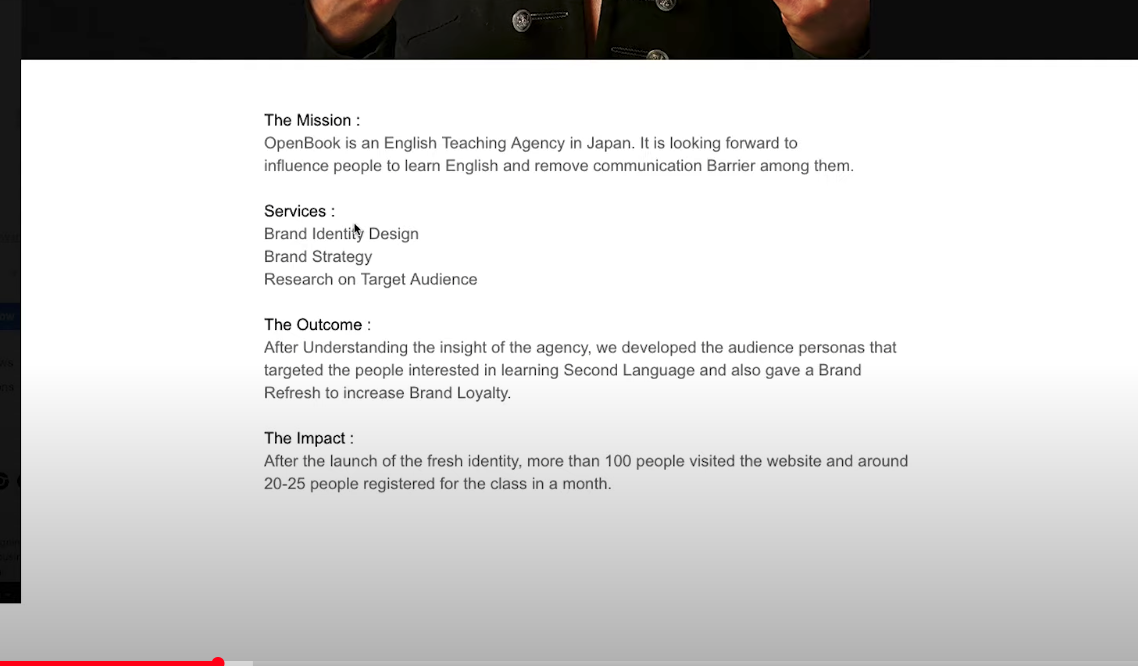 The Mission :
OpenBook is an English Teaching Agency in Japan. It is looking forward to
influence people to learn English and remove communication Barrier among them.
Services :
Brand Identity Design
Brand Strategy
Research on Target Audience
The Outcome :
After Understanding the insight of the agency, we developed the audience personas that
targeted the people interested in learning Second Language and also gave a Brand
Refresh to increase Brand Loyalty.
The Impact :
After the launch of the fresh identity, more than 100 people visited the website and around
20-25 people registered for the class in a month.